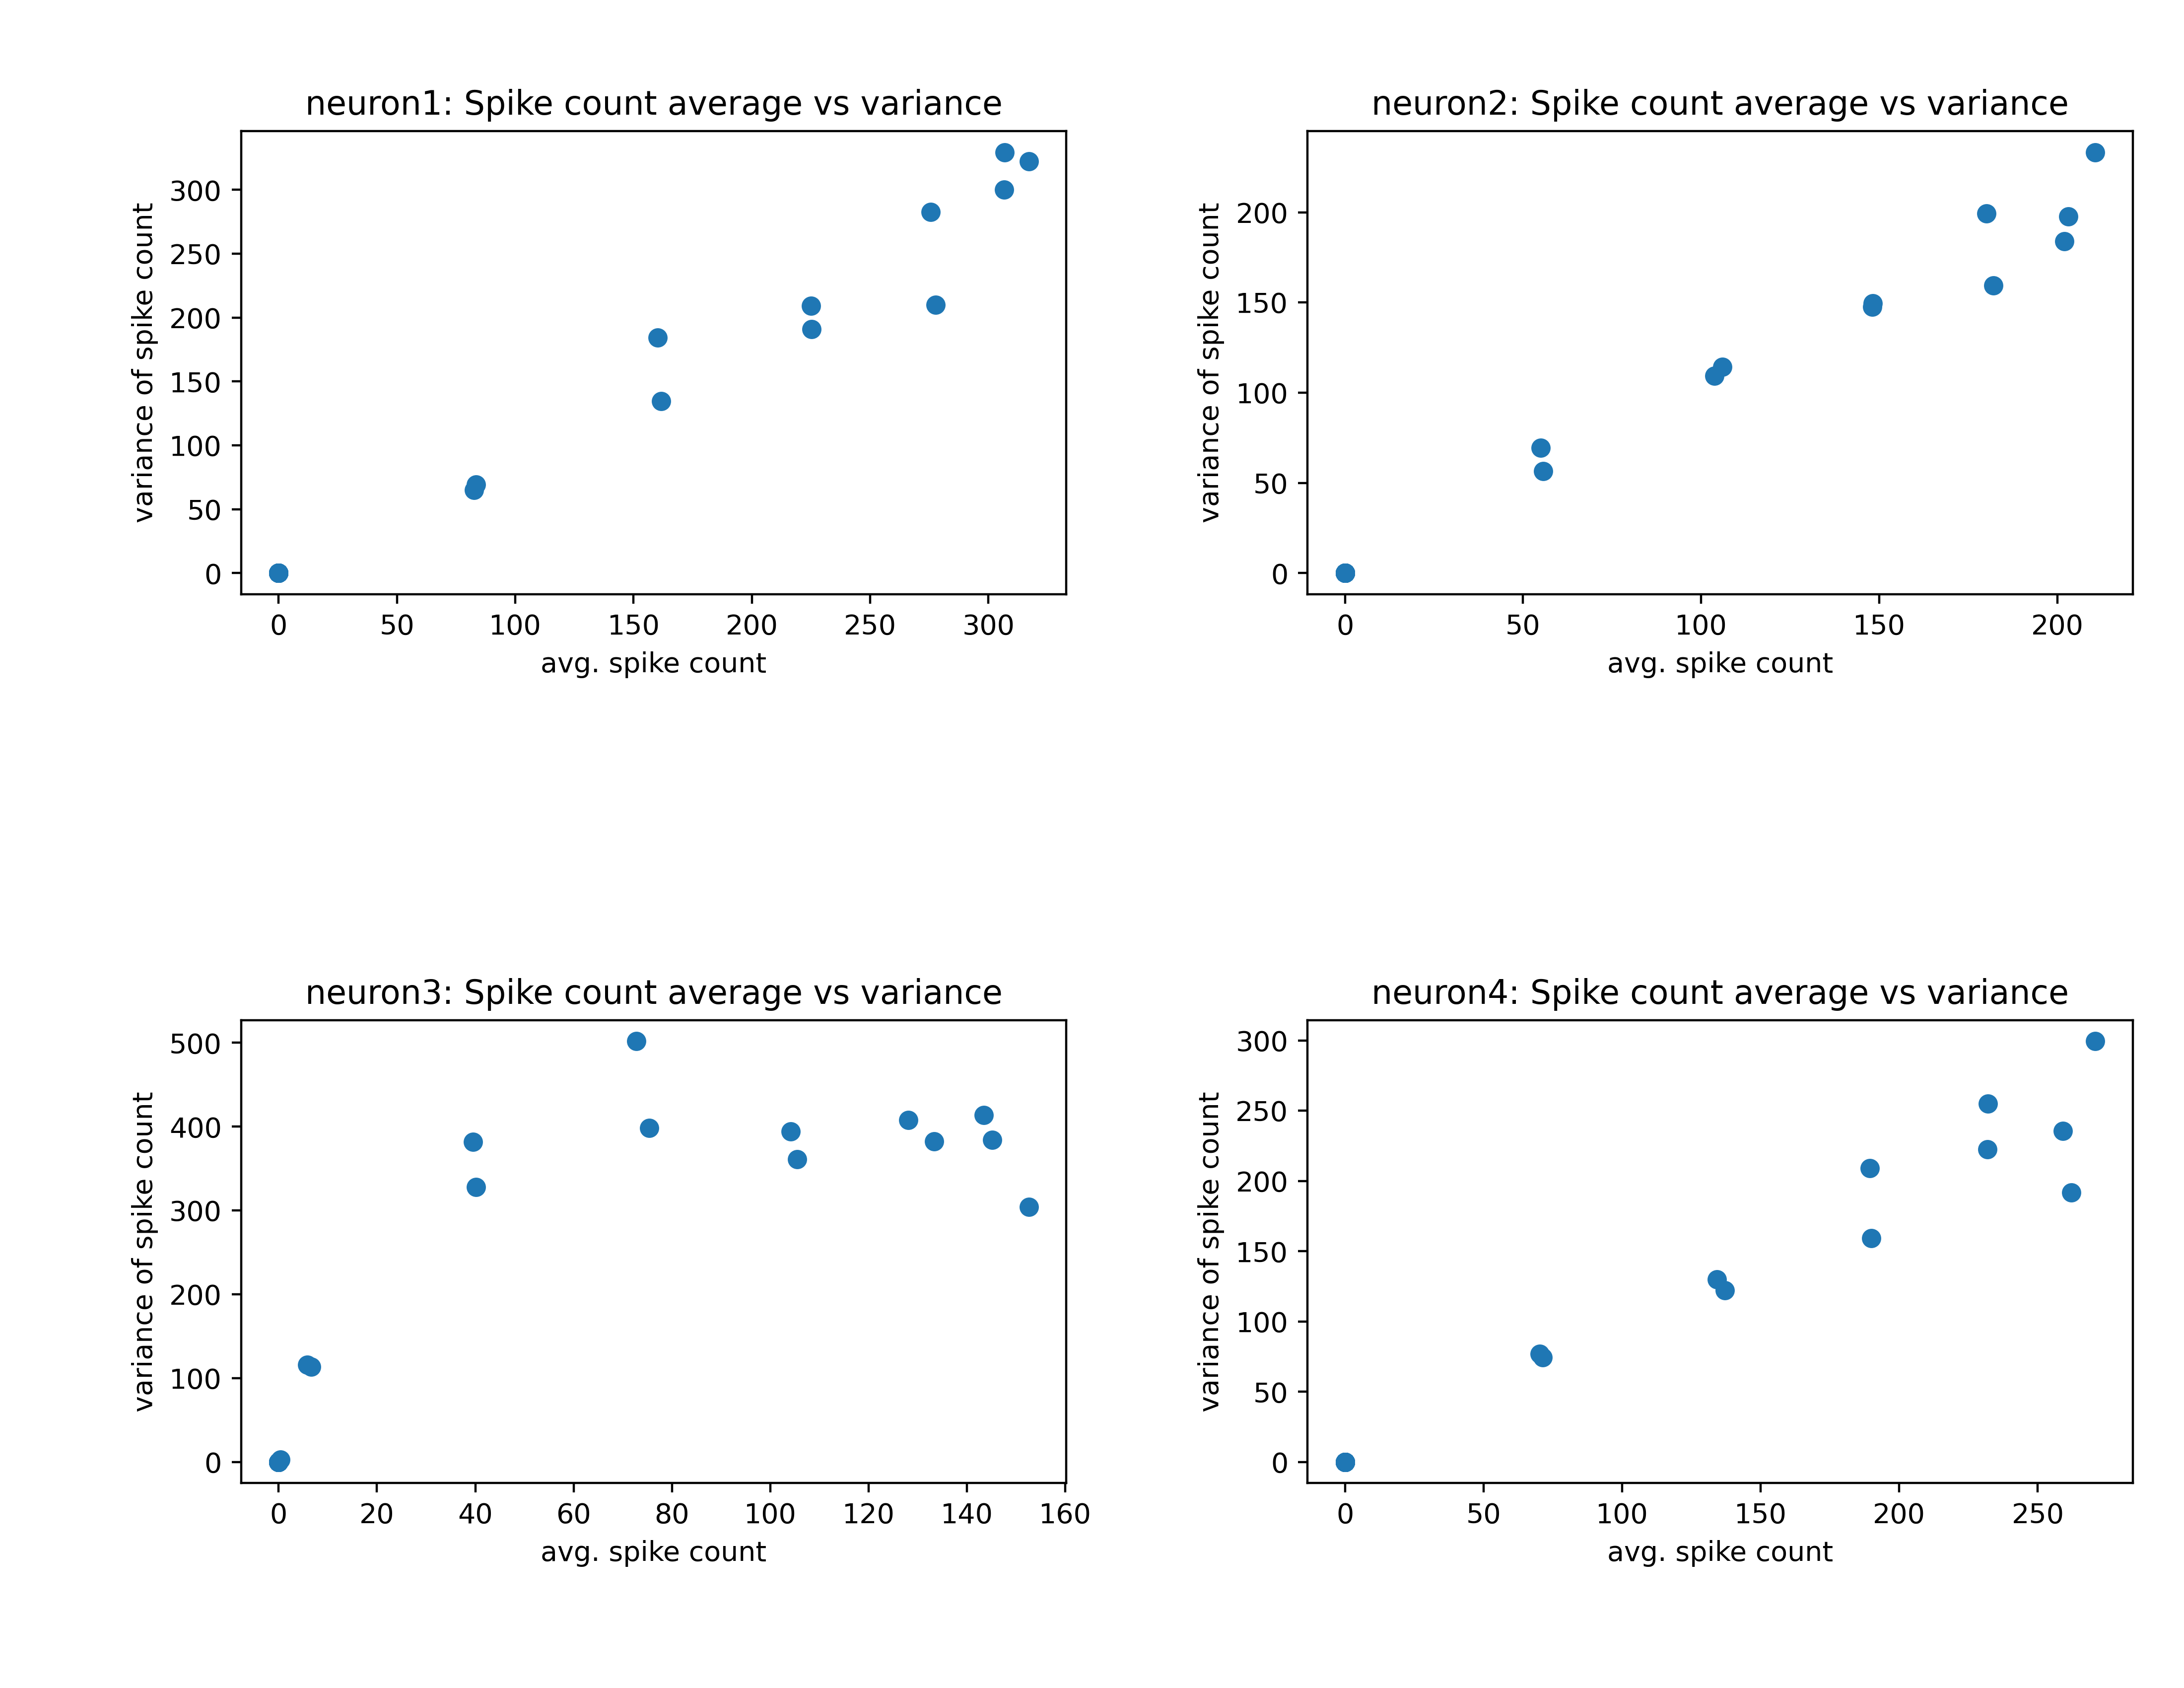 neuron1: Spike count average vs variance
variance of spike count
300
250
200
150
100
50
0
0 50 100 150 200 250 300
avg. spike count
neuron2: Spike count average vs variance
variance of spike count
200
150
100
50
0
0 50 100 150 200
avg. spike count
neuron3: Spike count average vs variance
variance of spike count
500
400
300
200
100
0
0 20 40 60 80 100 120 140 160
avg. spike count
neuron4: Spike count average vs variance
variance of spike count
300
250
200
150
100
50
0
0 50 100 150 200 250
avg. spike count